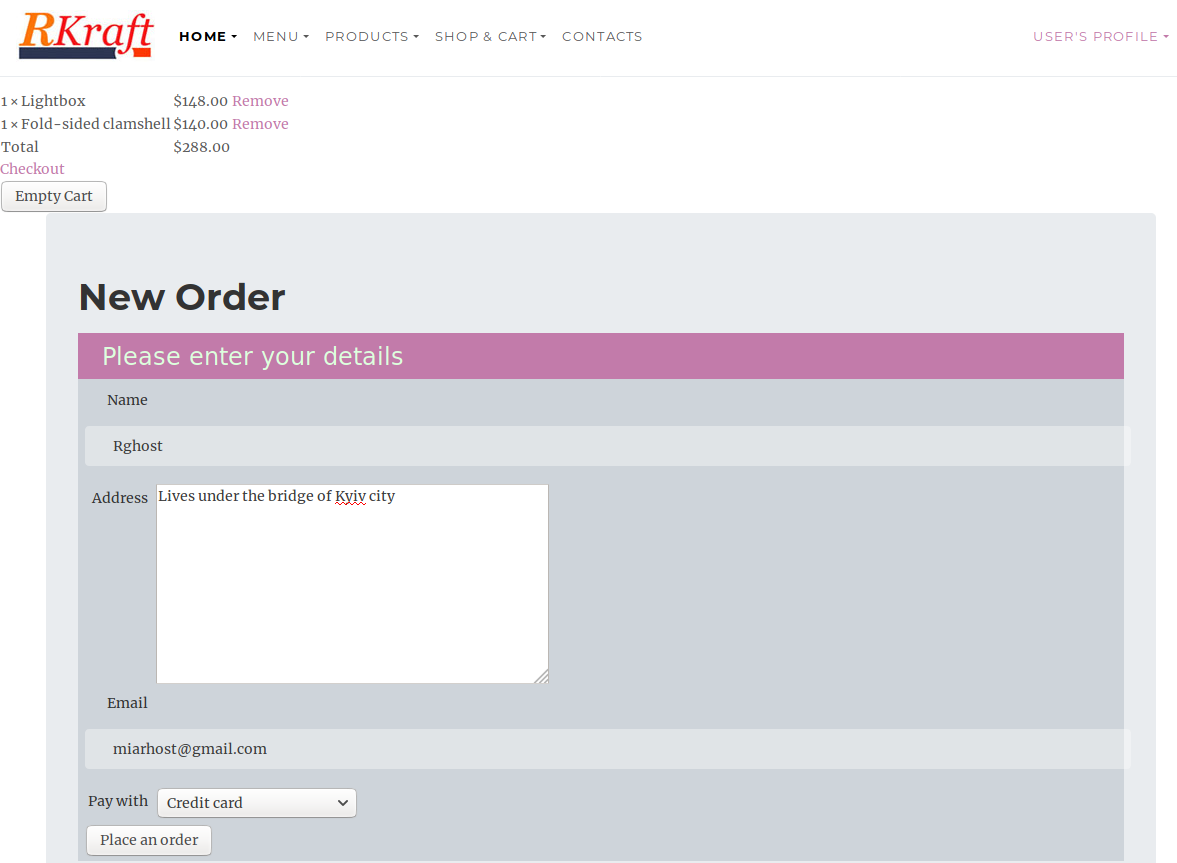 RKraft HOME MENU PRODUCTS SHOP & CART CONTACTS USER'S PROFILE
1 × Lightbox $148.00 Remove
1 × Fold-sided clamshell $140.00 Remove
Total $288.00
Checkout
Empty Cart
New Order
Please enter your details
Name
Rghost
Address Lives under the bridge of Kyiv city
Email
miarhost@gmail.com
Pay with Credit card
Place an order